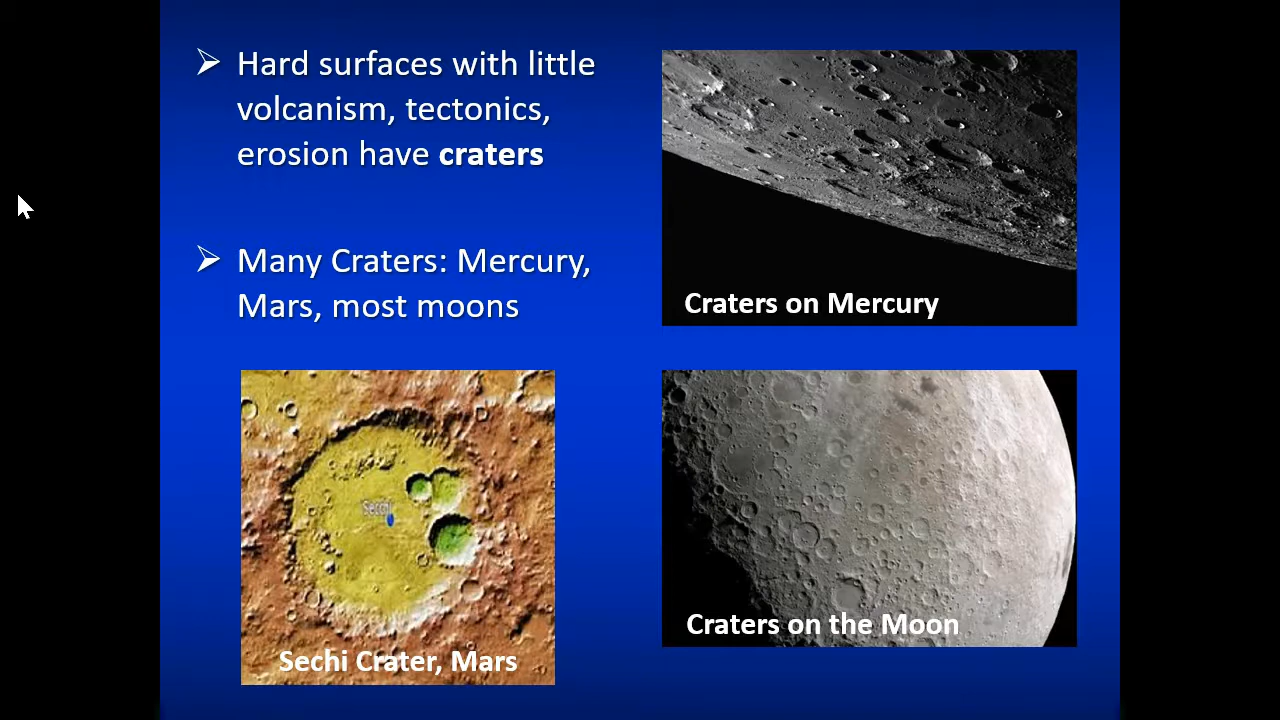 Hard surfaces with little
volcanism, tectonics,
erosion have craters
Many Craters: Mercury,
Mars, most moons
Craters on Mercury
Secchi
Sechi Crater, Mars
Craters on the Moon